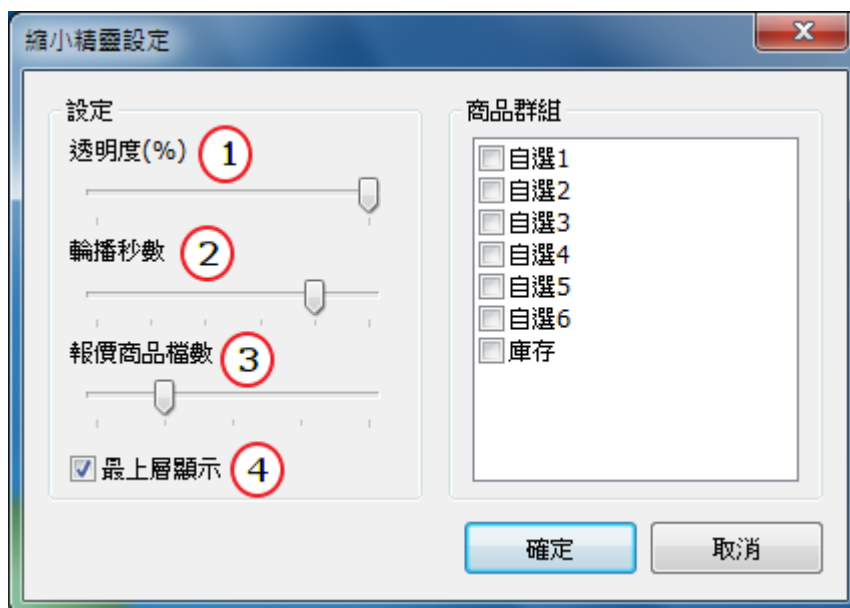 縮小精靈設定
設定
透明度(%) 1
輪播秒數 2
報價商品檔數 3
最上層顯示 4
商品群組
自選1
自選2
自選3
自選4
自選5
自選6
庫存
確定
取消